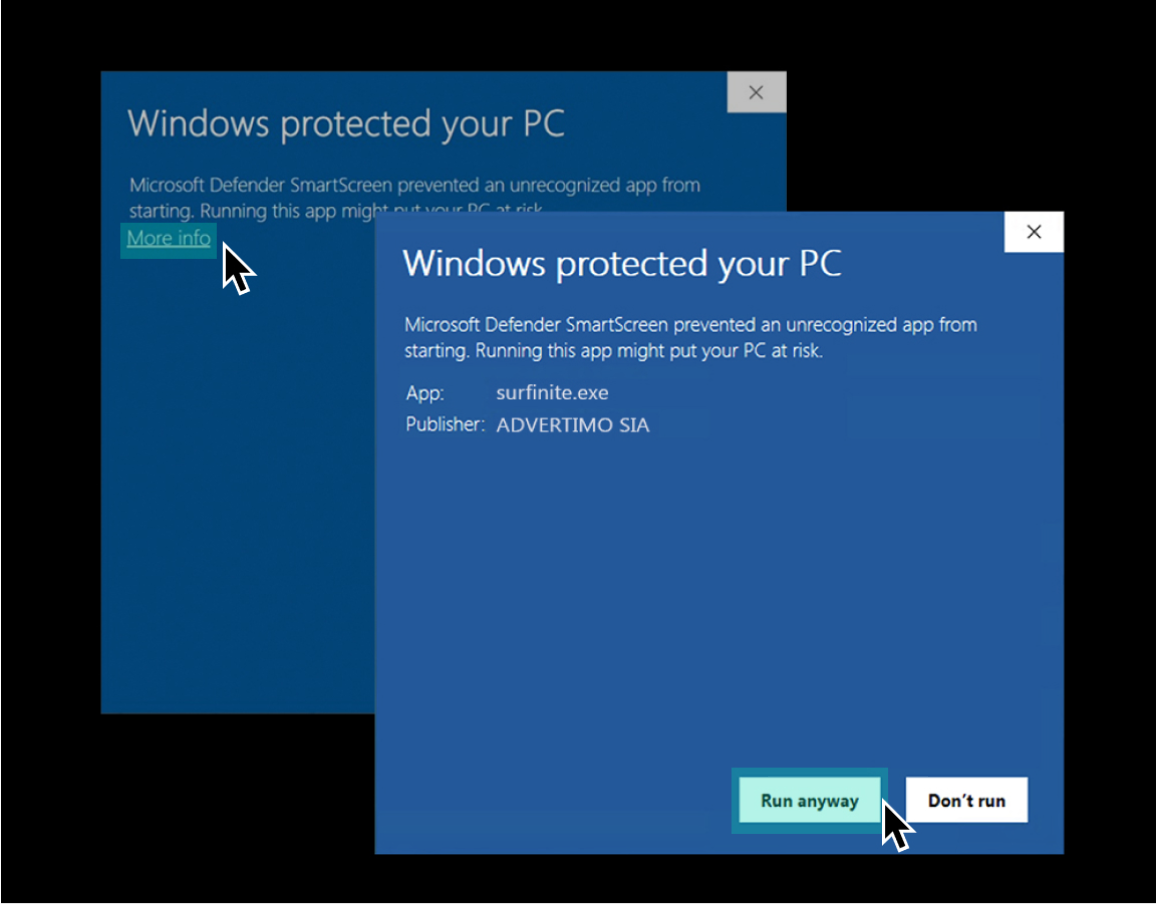 Windows protected your PC
Microsoft Defender SmartScreen prevented an unrecognized app from
starting. Running this app might put your PC at risk.
More info
Windows protected your PC
Microsoft Defender SmartScreen prevented an unrecognized app from
starting. Running this app might put your PC at risk.
App: surfinite.exe
Publisher: ADVERTIMO SIA
Run anyway Don't run